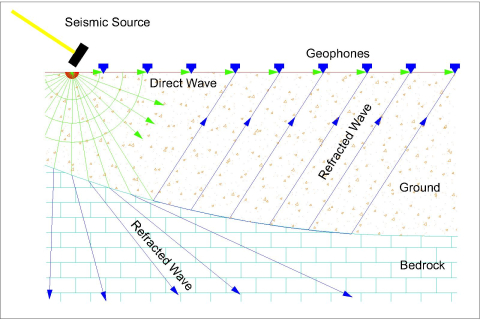 Seismic Source
Geophones
Direct Wave
Refracted Wave
Ground
Refracted Wave
Bedrock